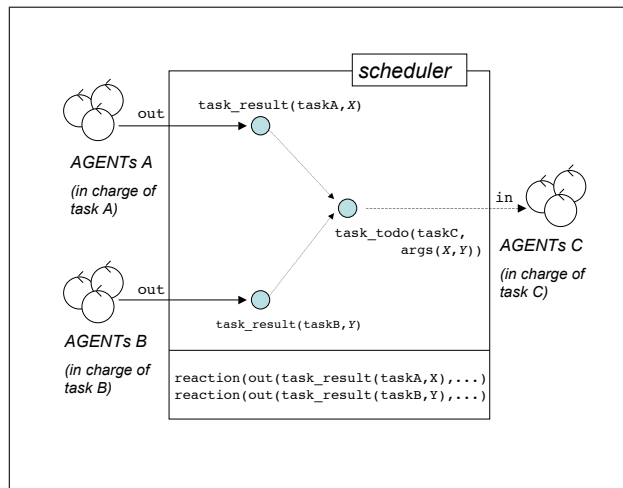 scheduler
out
task_result(taskA,X)
AGENTs A
(in charge of
task A)
in
task_todo(taskC,
args(X,Y))
AGENTS C
(in charge of
task C)
out
task_result(taskB,Y)
AGENTs B
(in charge of
task B)
reaction(out(task_result(taskA,X),...)
reaction(out(task_result(taskB,Y),...)